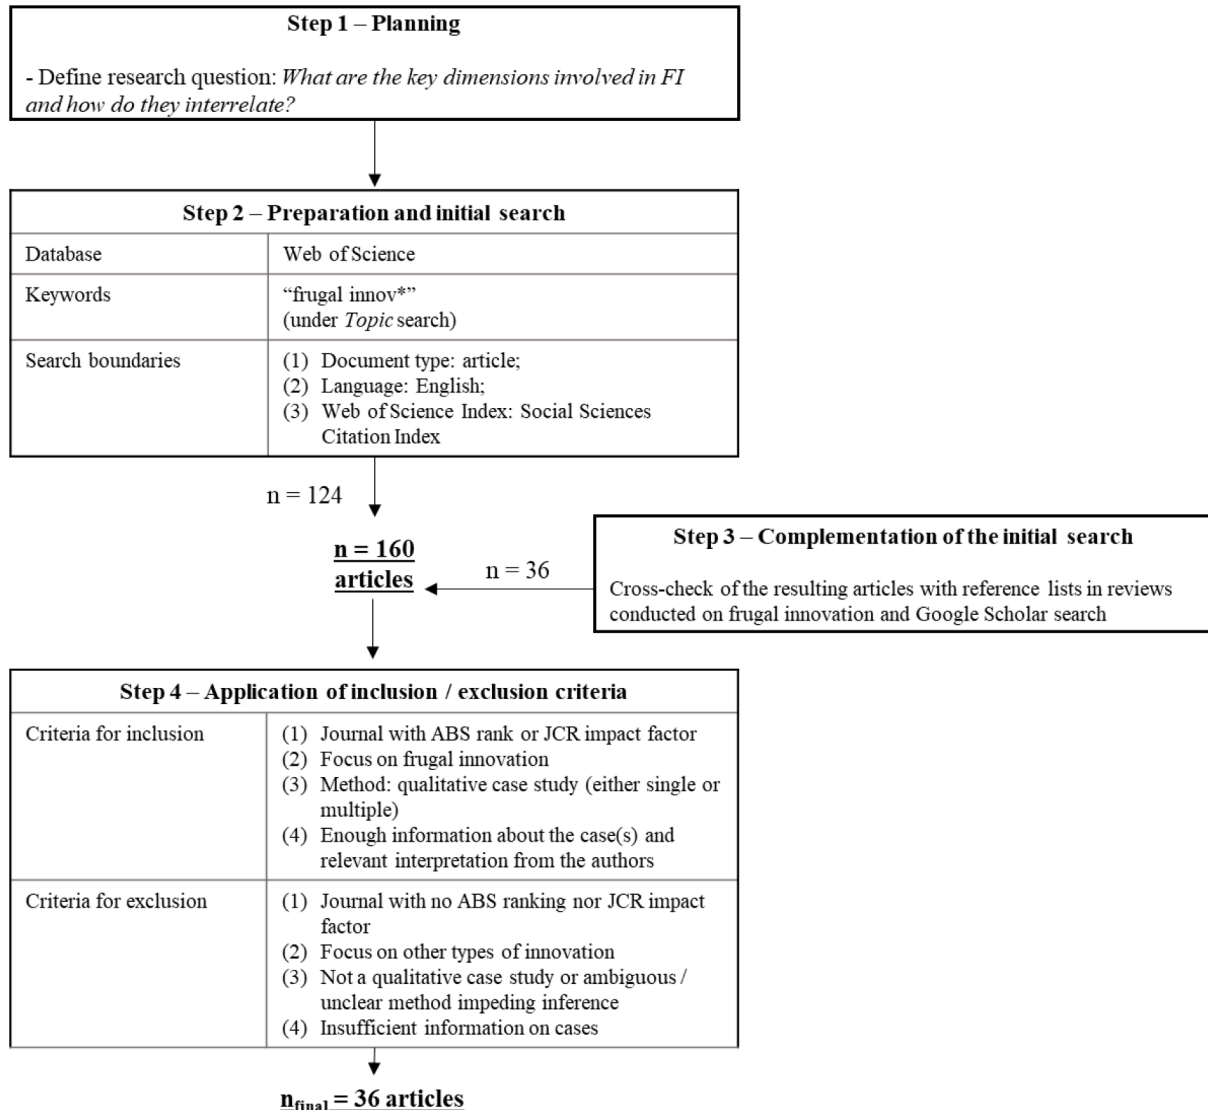 Step 1 – Planning
- Define research question: What are the key dimensions involved in FI
and how do they interrelate?
Step 2 – Preparation and initial search
Database
Web of Science
Keywords
“frugal innov*”
(under Topic search)
Search boundaries
(1) Document type: article;
(2) Language: English;
(3) Web of Science Index: Social Sciences
Citation Index
n = 124
n = 160
articles
n = 36
Step 3 – Complementation of the initial search
Cross-check of the resulting articles with reference lists in reviews
conducted on frugal innovation and Google Scholar search
Step 4 – Application of inclusion / exclusion criteria
Criteria for inclusion
(1) Journal with ABS rank or JCR impact factor
(2) Focus on frugal innovation
(3) Method: qualitative case study (either single or
multiple)
(4) Enough information about the case(s) and
relevant interpretation from the authors
Criteria for exclusion
(1) Journal with no ABS ranking nor JCR impact
factor
(2) Focus on other types of innovation
(3) Not a qualitative case study or ambiguous /
unclear method impeding inference
(4) Insufficient information on cases
nfinal = 36 articles